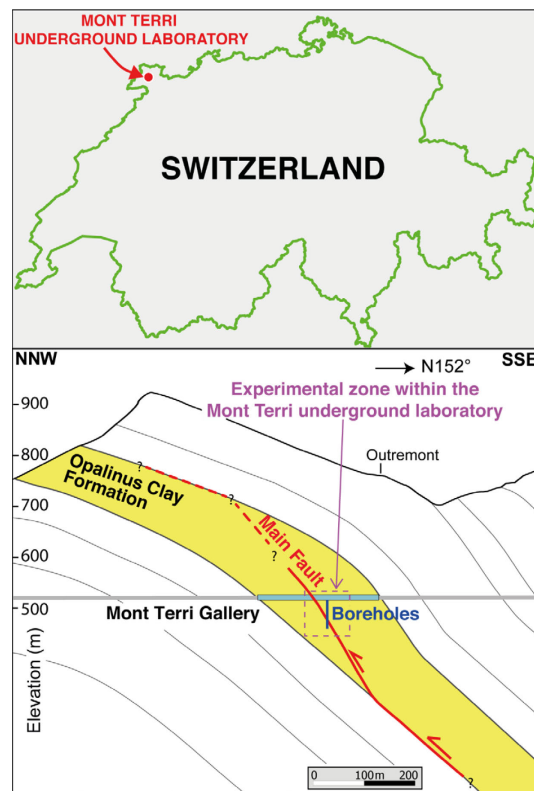 MONT TERRI
UNDERGROUND LABORATORY
SWITZERLAND
NNW
SSE
N152°
Experimental zone within the
Mont Terri underground laboratory
900
Outremont
800
?
Opalinus Clay
Formation
700
?
Main Fault
600
?
Mont Terri Gallery
Boreholes
500
Elevation (m)
0 100m 200
?